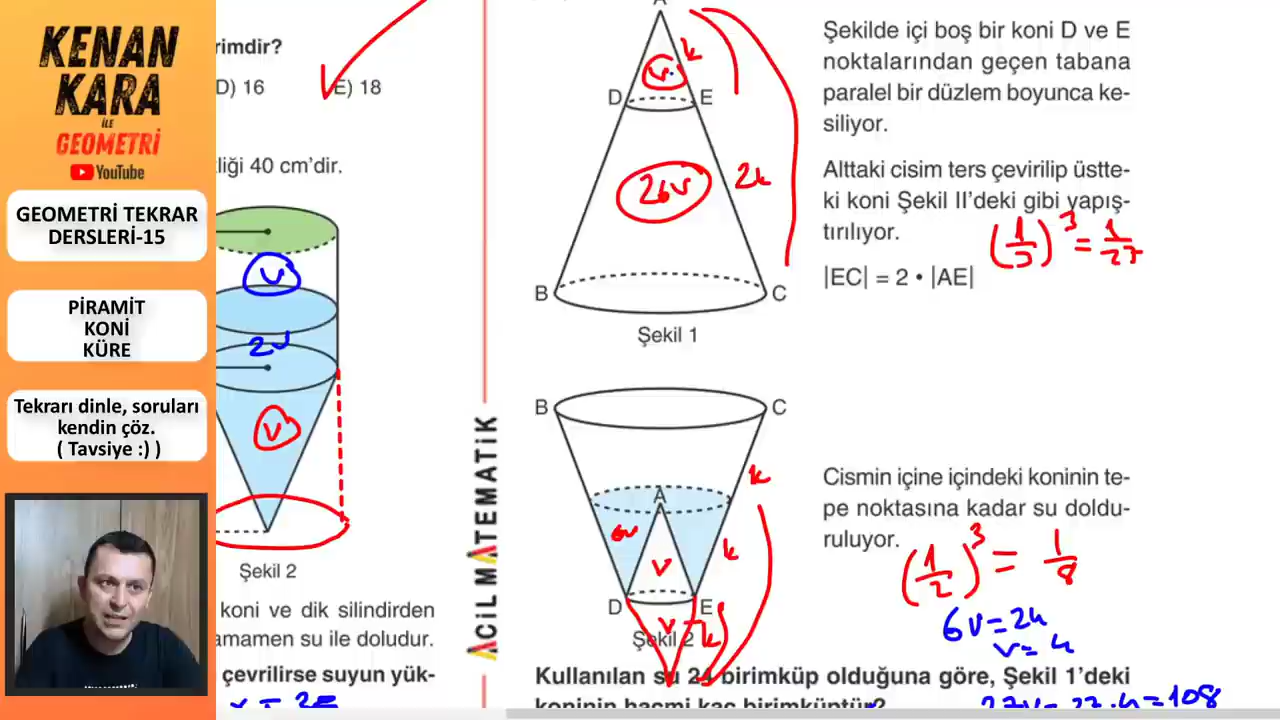 KENAN
KARA
İLE
GEOMETRİ
YouTube
GEOMETRİ TEKRAR
DERSLERİ-15
PİRAMİT
KONİ
KÜRE
Tekrarı dinle, soruları
kendin çöz.
( Tavsiye :) )
rimdir?
D) 16
E) 18
liği 40 cm'dir.
V
2V
V
Şekil 2
koni ve dik silindirden
amamen su ile doludur.
çevrilirse suyun yük-
ACİL MATEMATİK
A
V
k
D
E
26V
2k
B
C
Şekil 1
Şekilde içi boş bir koni D ve E
noktalarından geçen tabana
paralel bir düzlem boyunca ke-
siliyor.
Alttaki cisim ters çevirilip üstte-
ki koni Şekil II'deki gibi yapış-
tırılıyor.
(1/3)³ = 1/27
|EC| = 2 • |AE|
B
C
k
A
6V
V
k
D
E
V
k
Şekil 2
Cismin içine içindeki koninin te-
pe noktasına kadar su doldu-
ruluyor.
(1/2)³ = 1/8
6V=24
V=4
Kullanılan su 24 birimküp olduğuna göre, Şekil 1'deki
koninin hacmi kaç birimküptür?
27V=27.4=108